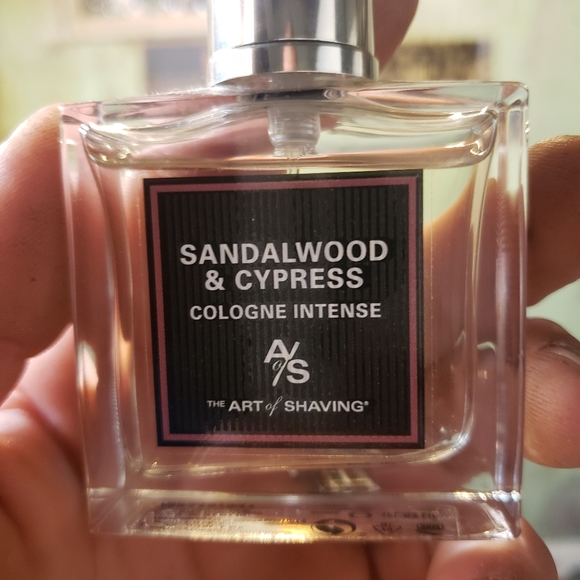 SANDALWOOD
& CYPRESS
COLOGNE INTENSE
A of S
THE ART of SHAVING®